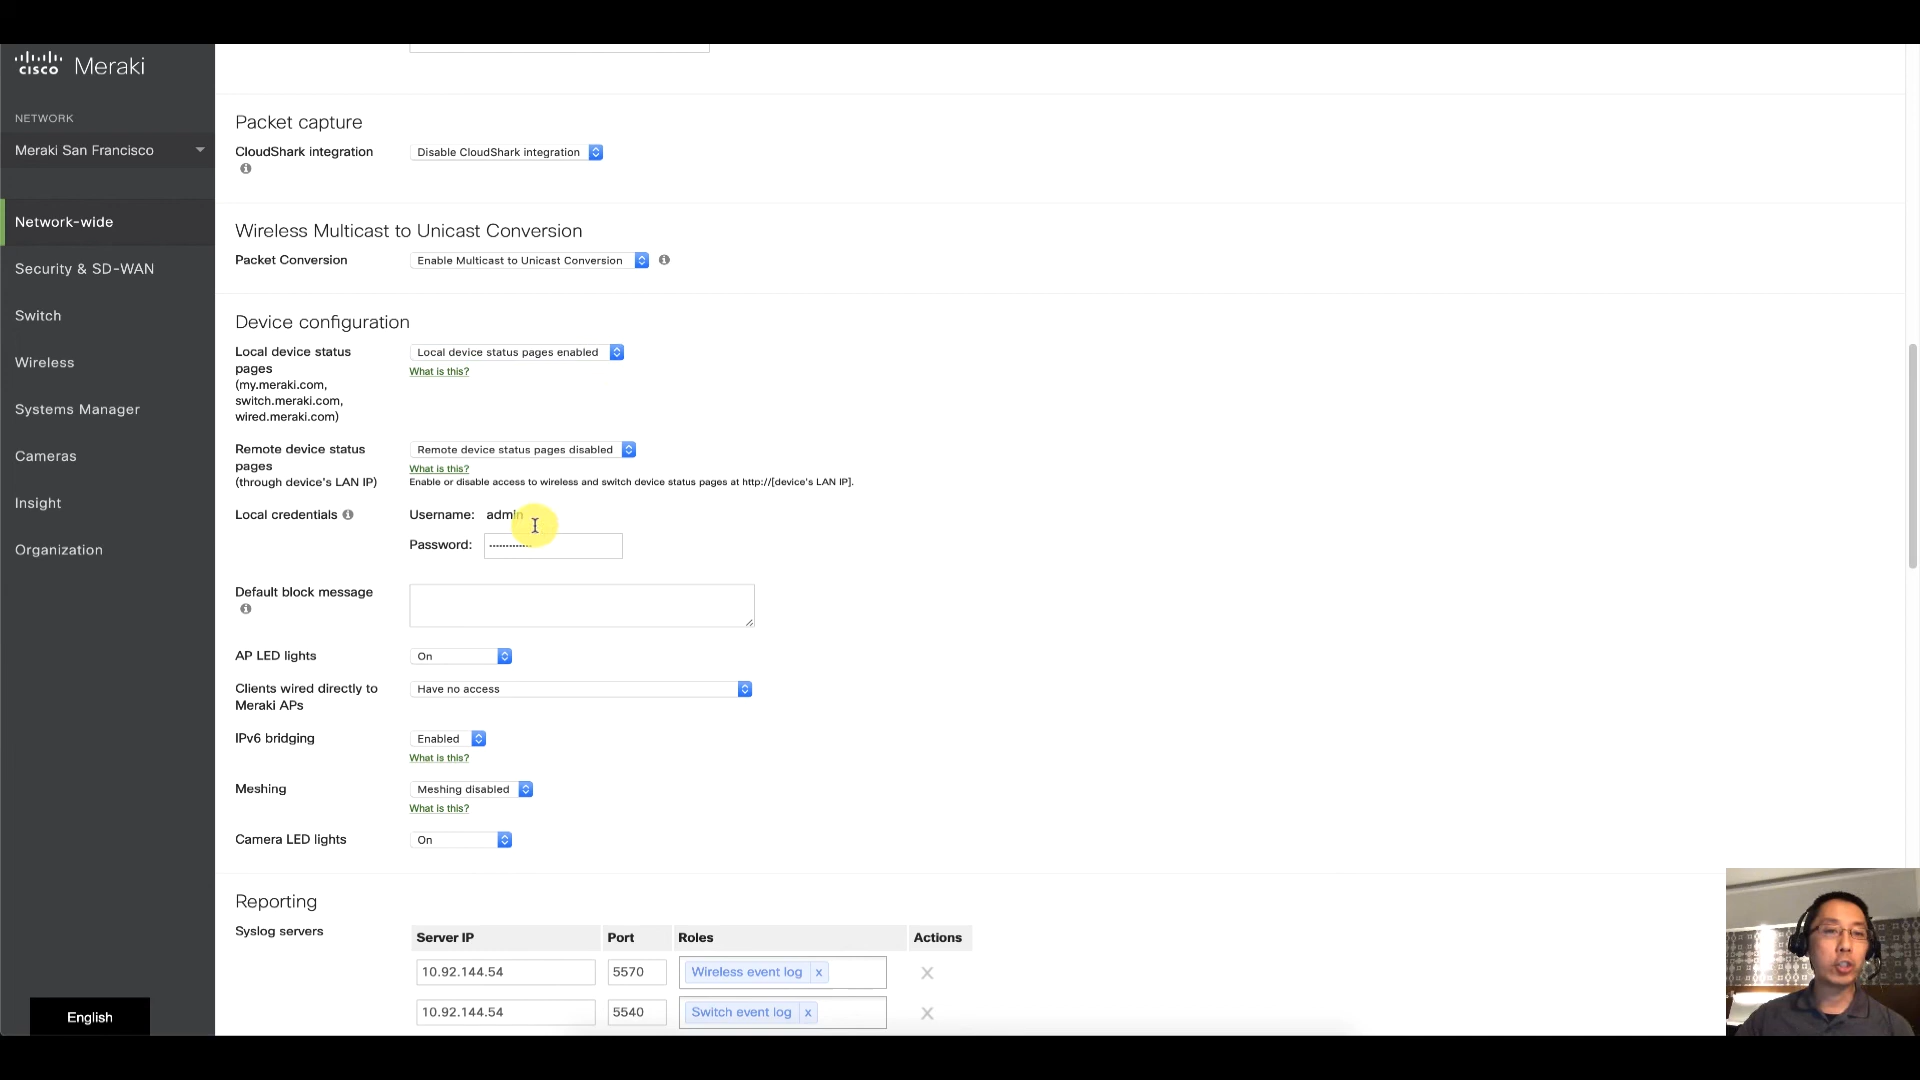 cisco Meraki
NETWORK
Meraki San Francisco
Network-wide
Security & SD-WAN
Switch
Wireless
Systems Manager
Cameras
Insight
Organization
English
Packet capture
CloudShark integration
Disable CloudShark integration
Wireless Multicast to Unicast Conversion
Packet Conversion
Enable Multicast to Unicast Conversion
Device configuration
Local device status
pages
(my.meraki.com,
switch.meraki.com,
wired.meraki.com)
Local device status pages enabled
What is this?
Remote device status
pages
(through device's LAN IP)
Remote device status pages disabled
What is this?
Enable or disable access to wireless and switch device status pages at http://[device's LAN IP].
Local credentials
Username: admin
Password:
Default block message
AP LED lights
On
Clients wired directly to
Meraki APs
Have no access
IPv6 bridging
Enabled
What is this?
Meshing
Meshing disabled
What is this?
Camera LED lights
On
Reporting
Syslog servers
Server IP Port Roles Actions
10.92.144.54 5570 Wireless event log x X
10.92.144.54 5540 Switch event log x X